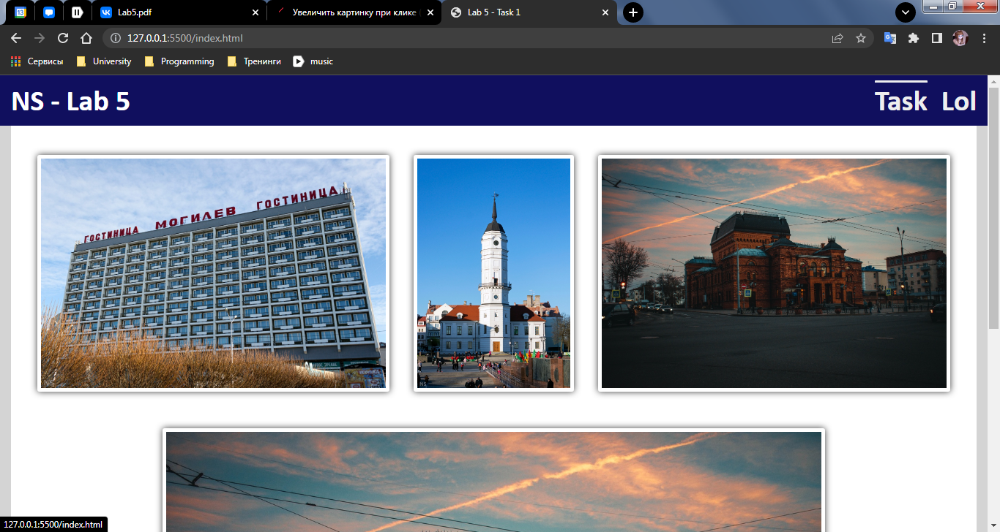 13
Lab5.pdf
Увеличить картинку при клике
Lab 5 - Task 1
127.0.0.1:5500/index.html
Сервисы
University
Programming
Тренинги
music
NS - Lab 5
Task
Lol
ГОСТИНИЦА МОГИЛЕВ ГОСТИНИЦА
NS
127.0.0.1:5500/index.html